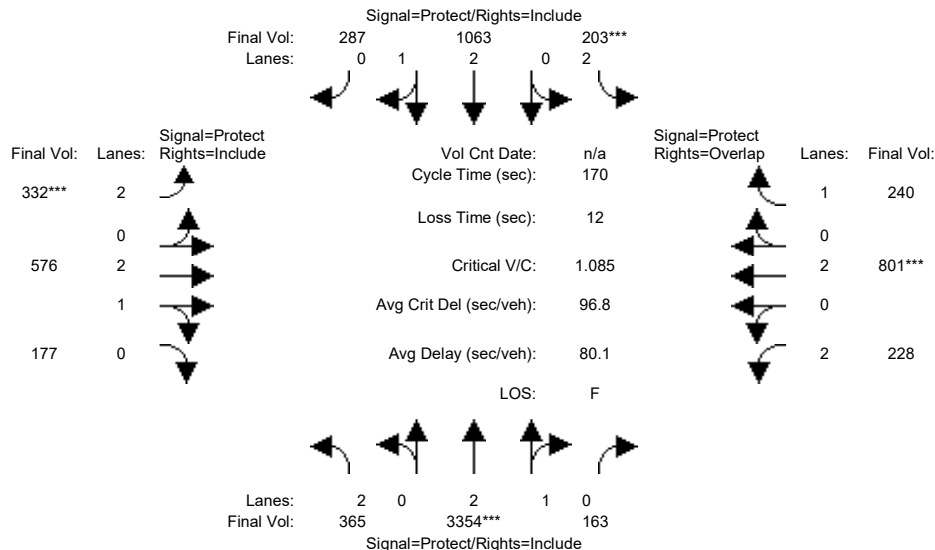 Signal=Protect/Rights=Include
Final Vol: 287 1063 203***
Lanes: 0 1 2 0 2
Signal=Protect
Final Vol: Lanes: Rights=Include
Vol Cnt Date: n/a
Signal=Protect
Rights=Overlap Lanes: Final Vol:
Cycle Time (sec): 170
332*** 2
1 240
Loss Time (sec): 12
0
0
576 2
Critical V/C: 1.085
2 801***
1
Avg Crit Del (sec/veh): 96.8
0
177 0
Avg Delay (sec/veh): 80.1
2 228
LOS: F
Lanes: 2 0 2 1 0
Final Vol: 365 3354*** 163
Signal=Protect/Rights=Include